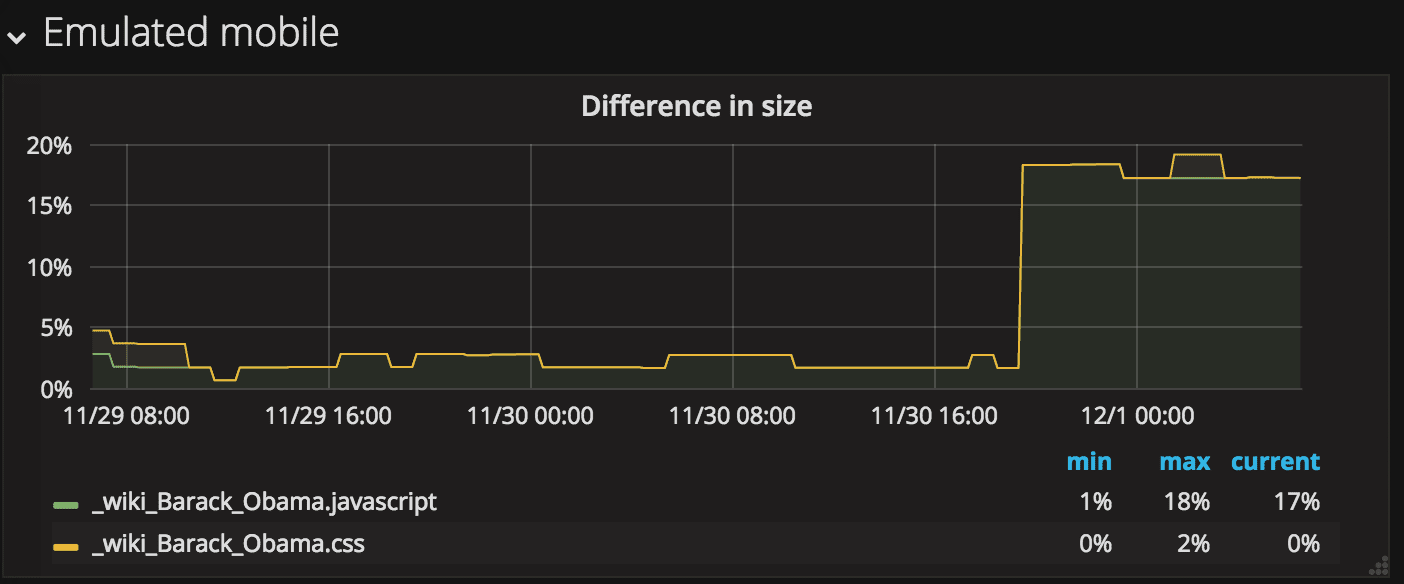 Emulated mobile
Difference in size
20%
15%
10%
5%
0%
11/29 08:00 11/29 16:00 11/30 00:00 11/30 08:00 11/30 16:00 12/1 00:00
min max current
_wiki_Barack_Obama.javascript 1% 18% 17%
_wiki_Barack_Obama.css 0% 2% 0%